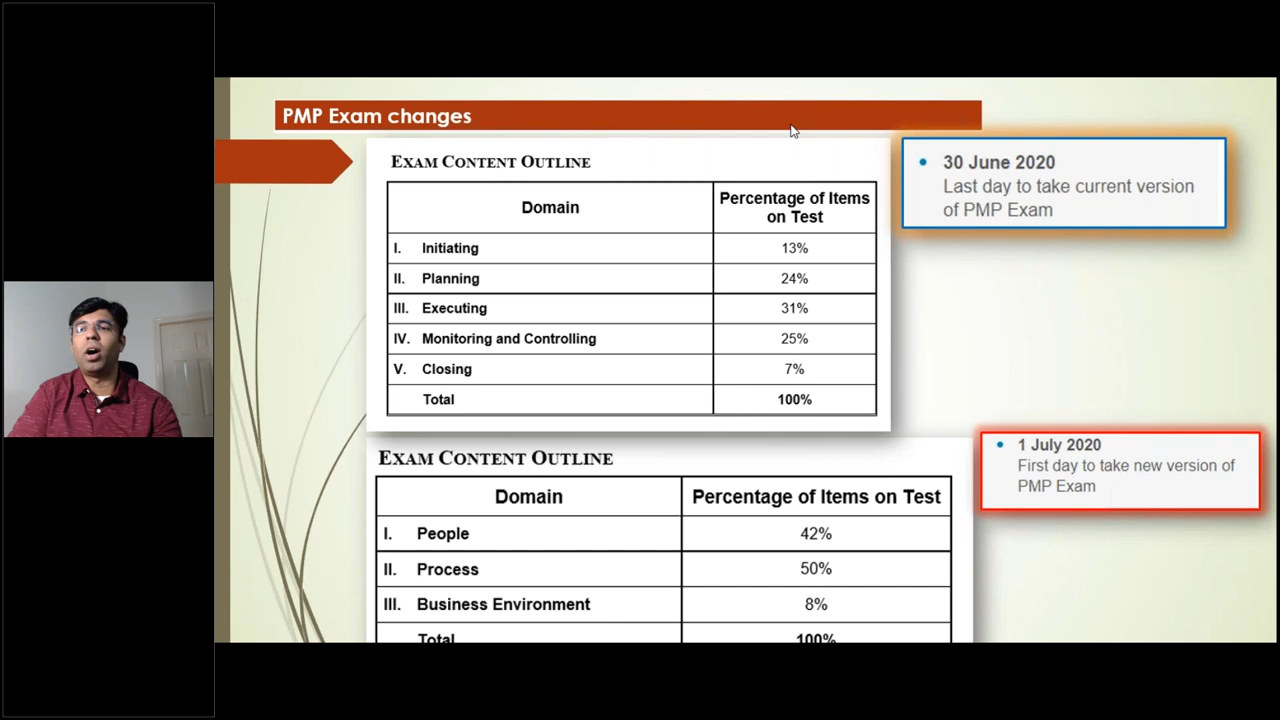 PMP Exam changes
EXAM CONTENT OUTLINE
Domain Percentage of Items on Test
I. Initiating 13%
II. Planning 24%
III. Executing 31%
IV. Monitoring and Controlling 25%
V. Closing 7%
Total 100%
• 30 June 2020
Last day to take current version
of PMP Exam
EXAM CONTENT OUTLINE
Domain Percentage of Items on Test
I. People 42%
II. Process 50%
III. Business Environment 8%
Total 100%
• 1 July 2020
First day to take new version of
PMP Exam